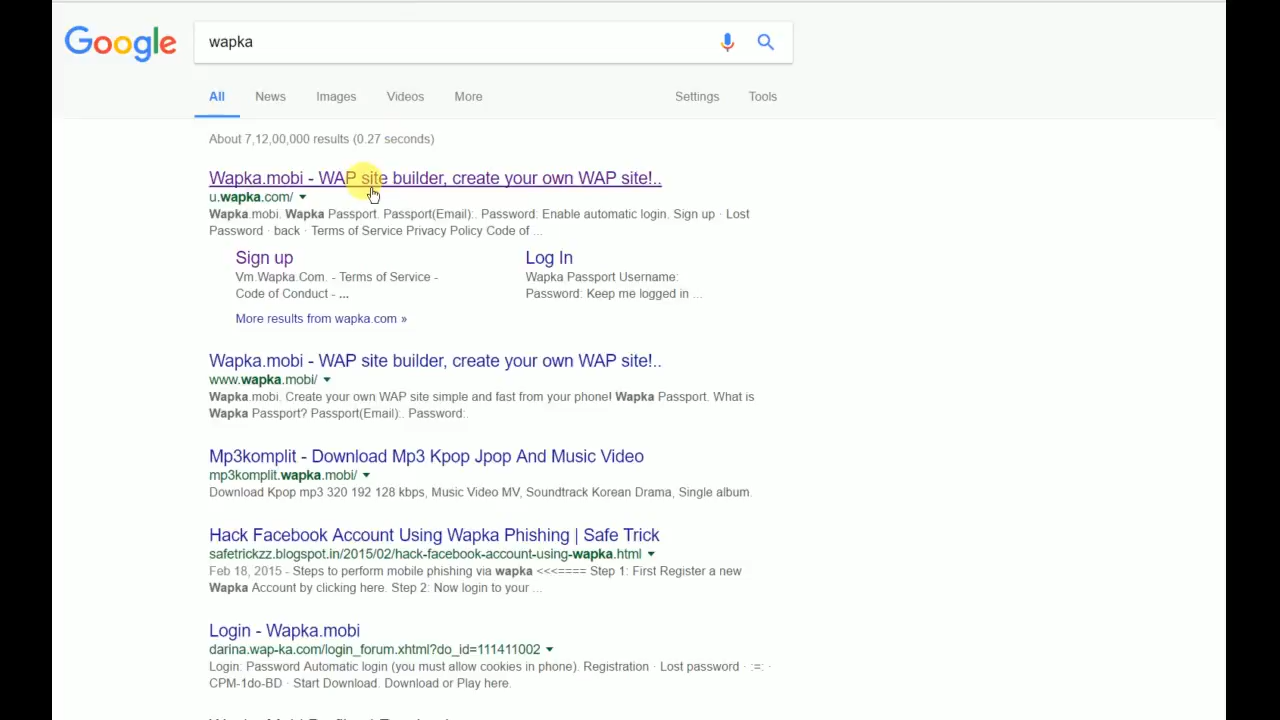 Google
wapka
All News Images Videos More Settings Tools
About 7,12,00,000 results (0.27 seconds)
Wapka.mobi - WAP site builder, create your own WAP site!..
u.wapka.com/
Wapka.mobi. Wapka Passport. Passport(Email):. Password: Enable automatic login. Sign up · Lost
Password · back · Terms of Service Privacy Policy Code of ...
Sign up
Vm.Wapka.Com. - Terms of Service -
Code of Conduct - ...
Log In
Wapka Passport Username:
Password: Keep me logged in ...
More results from wapka.com »
Wapka.mobi - WAP site builder, create your own WAP site!..
www.wapka.mobi/
Wapka.mobi. Create your own WAP site simple and fast from your phone! Wapka Passport. What is
Wapka Passport? Passport(Email):. Password:.
Mp3komplit - Download Mp3 Kpop Jpop And Music Video
mp3komplit.wapka.mobi/
Download Kpop mp3 320 192 128 kbps, Music Video MV, Soundtrack Korean Drama, Single album.
Hack Facebook Account Using Wapka Phishing | Safe Trick
safetrickzz.blogspot.in/2015/02/hack-facebook-account-using-wapka.html
Feb 18, 2015 - Steps to perform mobile phishing via wapka <<<==== Step 1: First Register a new
Wapka Account by clicking here. Step 2: Now login to your ...
Login - Wapka.mobi
darina.wap-ka.com/login_forum.xhtml?do_id=111411002
Login: Password Automatic login (you must allow cookies in phone). Registration · Lost password · :=: ·
CPM-1do-BD · Start Download. Download or Play here.